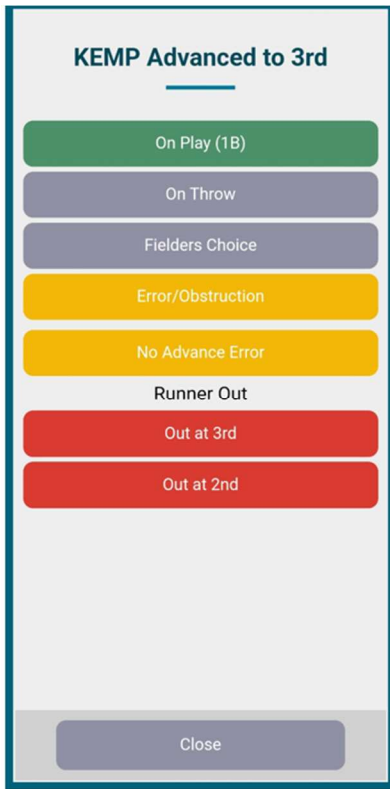 KEMP Advanced to 3rd
On Play (1B)
On Throw
Fielders Choice
Error/Obstruction
No Advance Error
Runner Out
Out at 3rd
Out at 2nd
Close